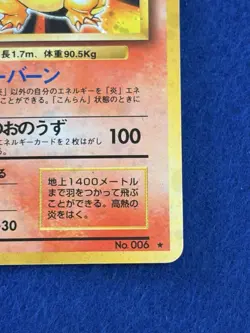 長1.7m. 体重90.5Kg
ーバーン
」以外の自分のエネルギーを「炎」エネ
ことができる。「こんらん」状態のときに
のおのうず 100
エネルギーカードを2枚はがし
る
-30
地上1400メートル
まで羽をつかって飛ぶ
ことができる。高熱の
炎をはく。
No.006 ★